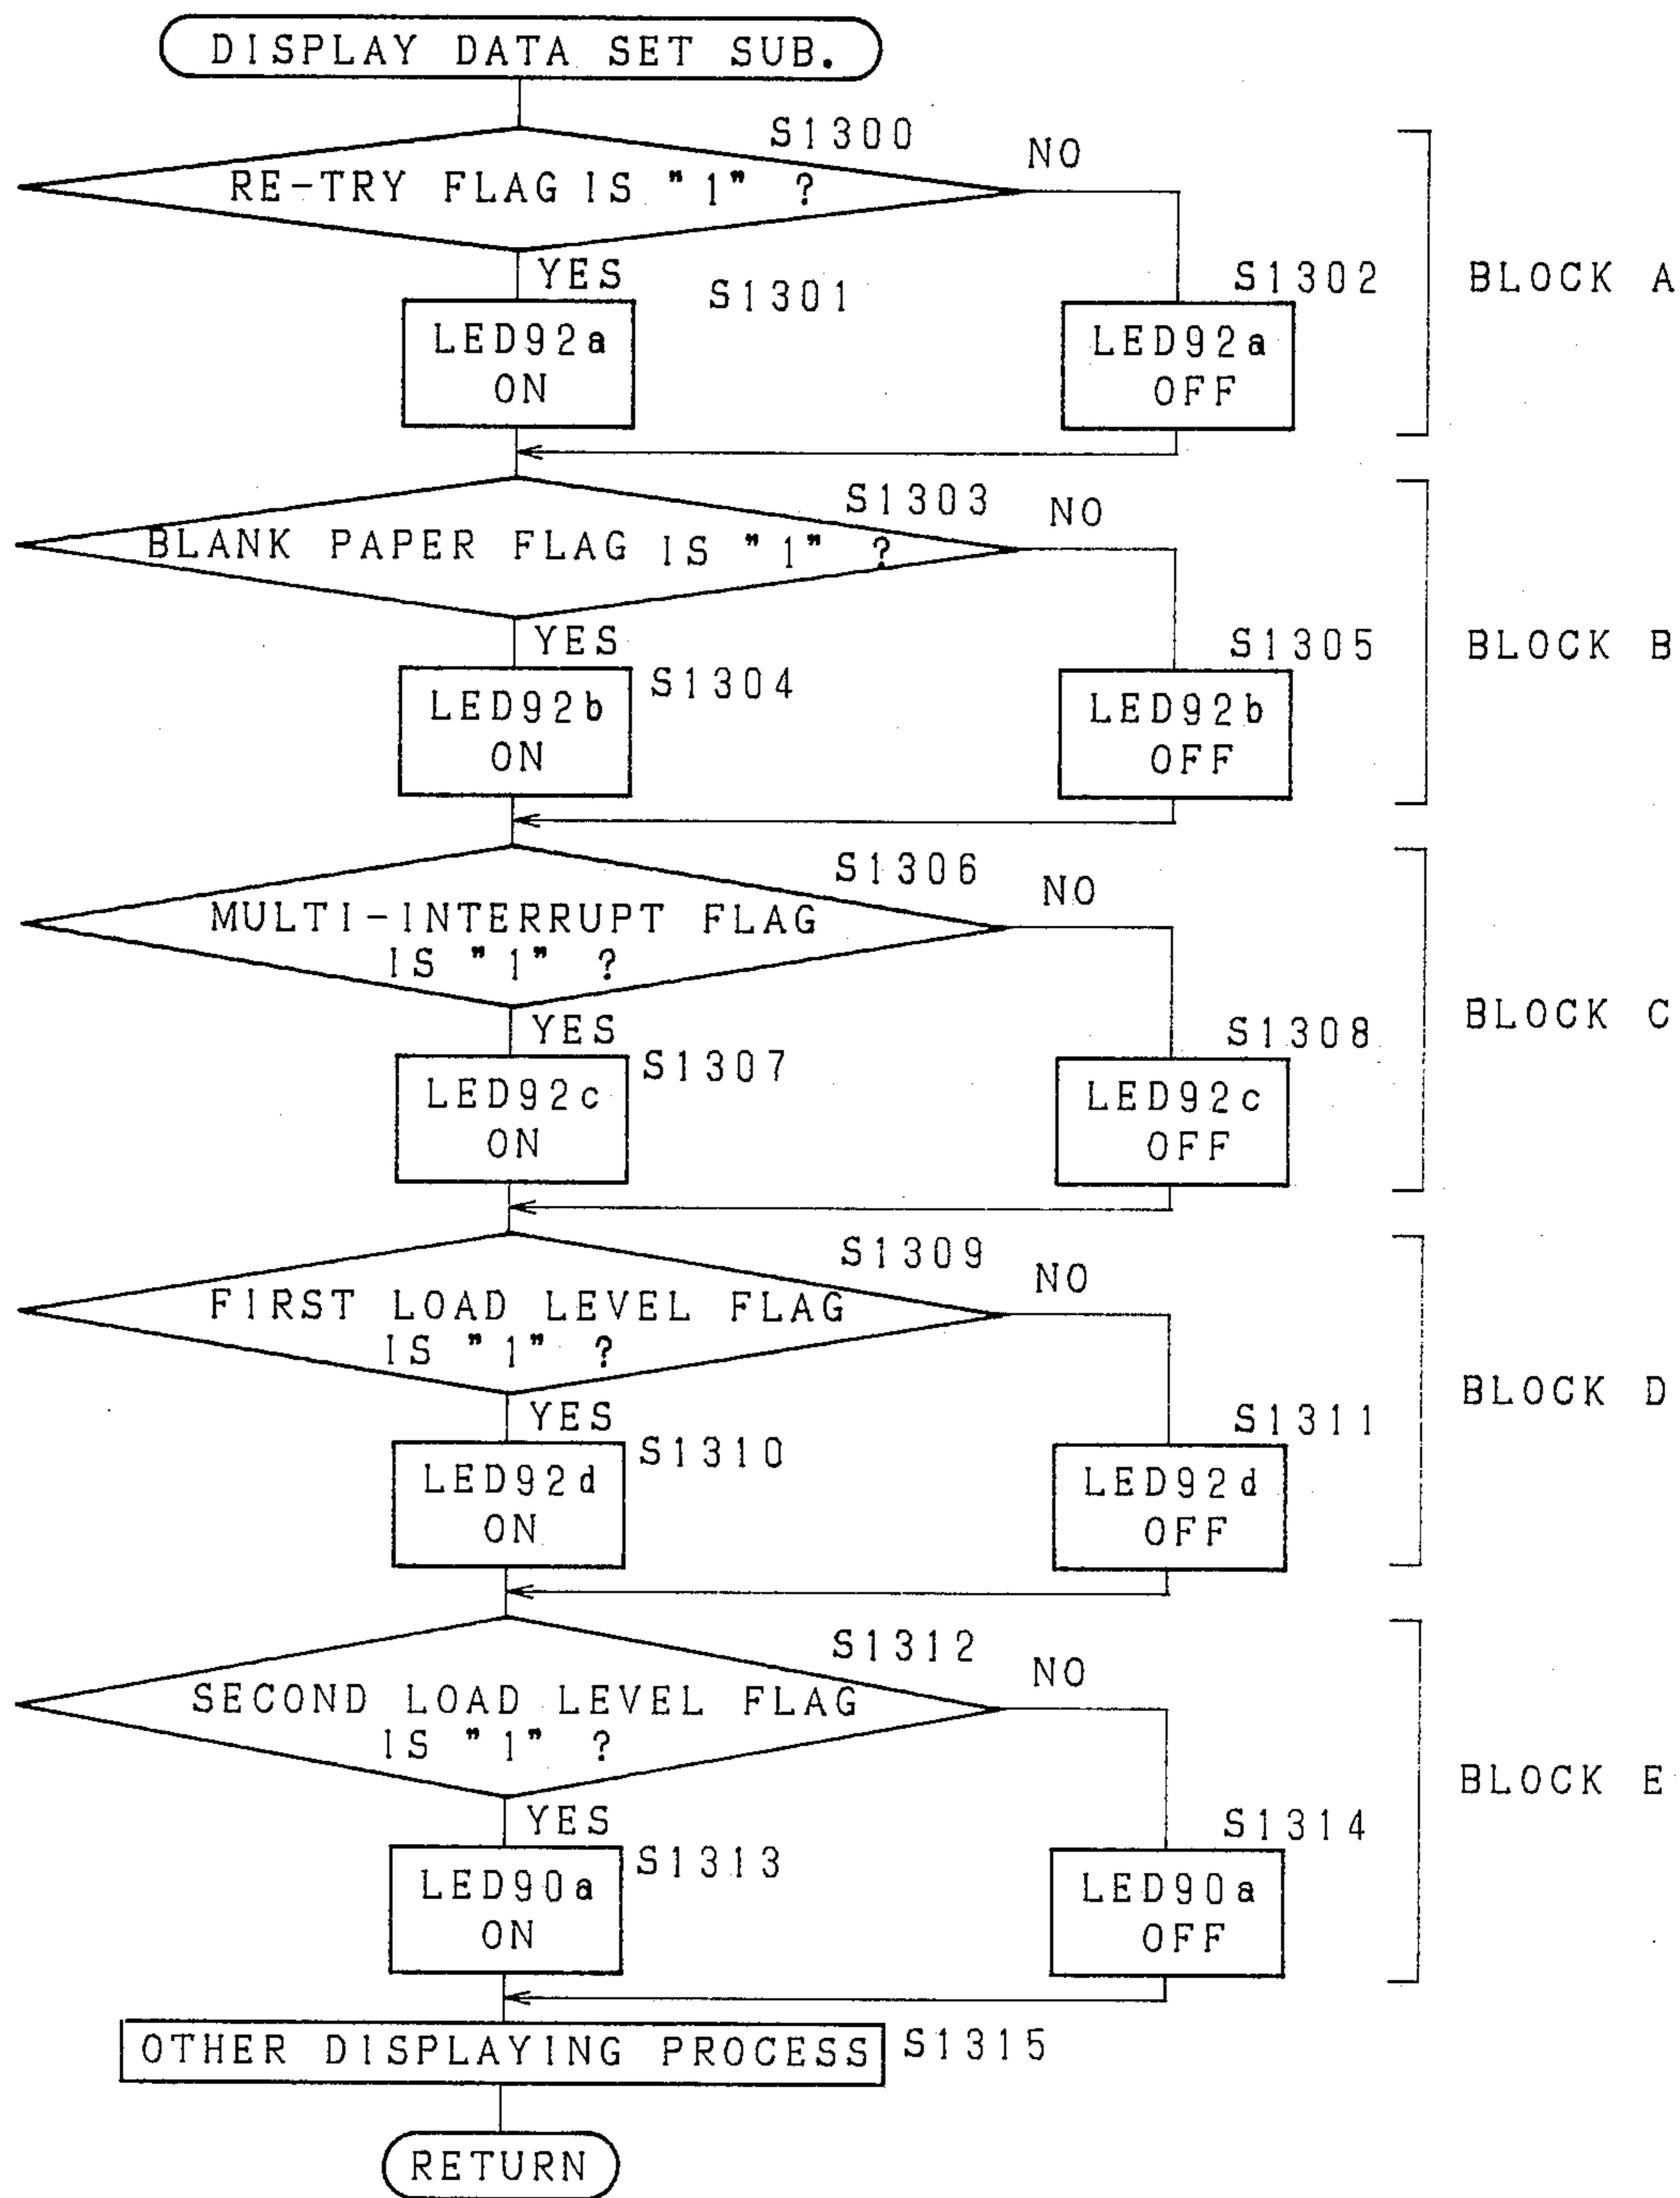 DISPLAY DATA SET SUB.
S1300
RE-TRY FLAG IS "1" ?
NO
YES
S1301
S1302
BLOCK A
LED92a
ON
LED92a
OFF
S1303
NO
BLANK PAPER FLAG IS "1" ?
YES
S1304
S1305
BLOCK B
LED92b
ON
LED92b
OFF
S1306
NO
MULTI-INTERRUPT FLAG
IS "1" ?
YES
S1307
S1308
BLOCK C
LED92c
ON
LED92c
OFF
S1309
NO
FIRST LOAD LEVEL FLAG
IS "1" ?
YES
S1310
S1311
BLOCK D
LED92d
ON
LED92d
OFF
S1312
NO
SECOND LOAD LEVEL FLAG
IS "1" ?
YES
S1313
S1314
BLOCK E
LED90a
ON
LED90a
OFF
OTHER DISPLAYING PROCESS
S1315
RETURN